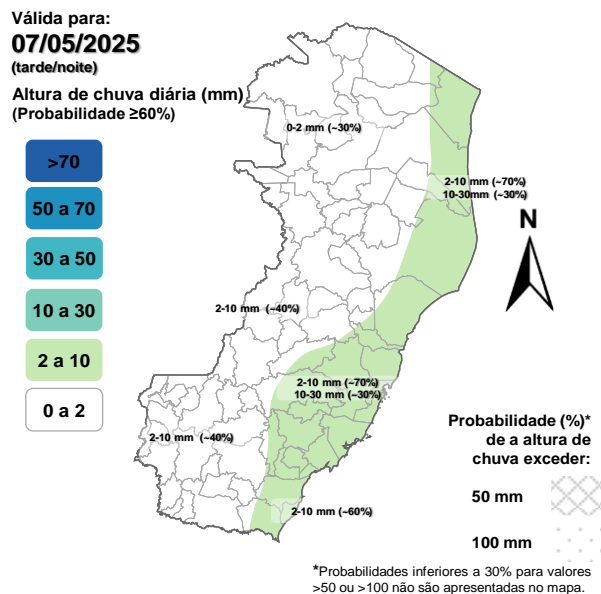 Válida para:
07/05/2025
(tarde/noite)
Altura de chuva diária (mm)
(Probabilidade ≥60%)
>70
50 a 70
30 a 50
10 a 30
2 a 10
0 a 2
0-2 mm (~30%)
2-10 mm (~70%)
10-30mm (~30%)
N
2-10 mm (~40%)
2-10 mm (~70%)
10-30 mm (~30%)
2-10 mm (~40%)
2-10 mm (~60%)
Probabilidade (%)*
de a altura de
chuva exceder:
50 mm
100 mm
*Probabilidades inferiores a 30% para valores
>50 ou >100 não são apresentadas no mapa.